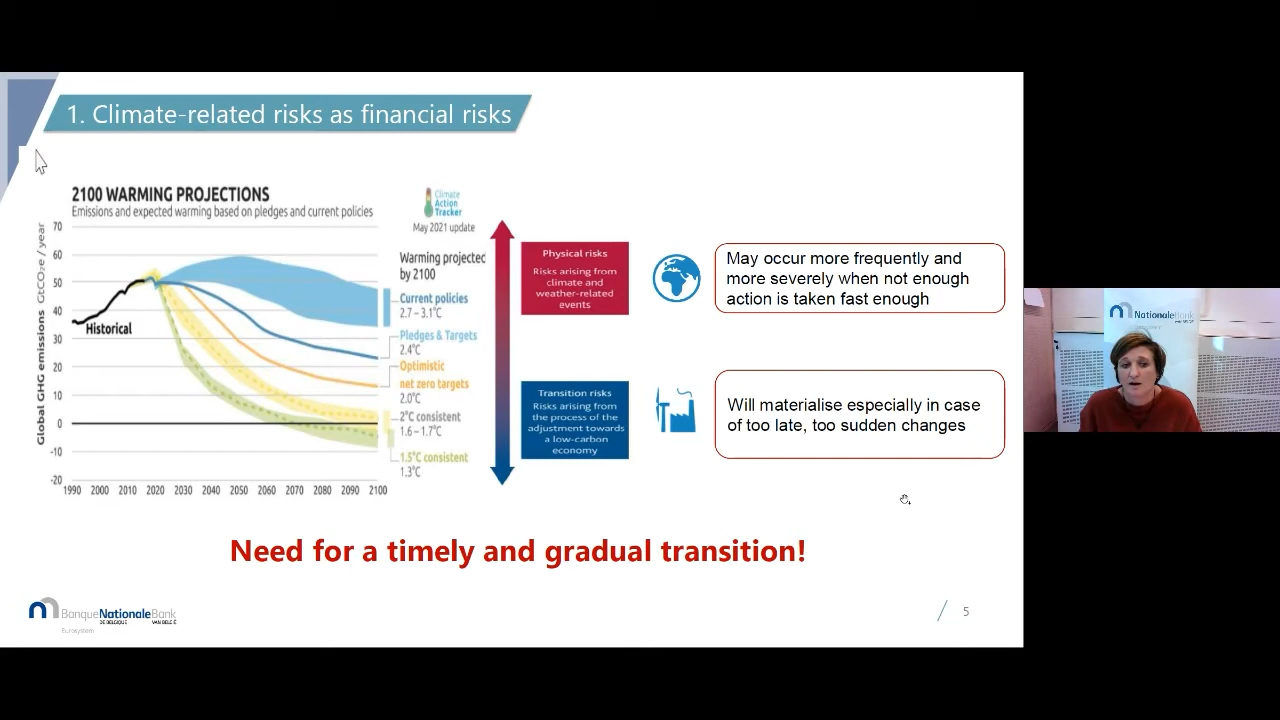 1. Climate-related risks as financial risks
2100 WARMING PROJECTIONS
Emissions and expected warming based on pledges and current policies
Climate
Action
Tracker
May 2021 update
Global GHG emissions GtCO₂e / year
70
60
50
40
30
20
10
0
-10
-20
1990 2000 2010 2020 2030 2040 2050 2060 2070 2080 2090 2100
Historical
Warming projected
by 2100
Current policies
2.7 – 3.1°C
Pledges & Targets
2.4°C
Optimistic
net zero targets
2.0°C
2°C consistent
1.6 – 1.7°C
1.5°C consistent
1.3°C
Physical risks
Risks arising from
climate and
weather-related
events
May occur more frequently and
more severely when not enough
action is taken fast enough
Transition risks
Risks arising from
the process of the
adjustment towards
a low-carbon
economy
Will materialise especially in case
of too late, too sudden changes
Need for a timely and gradual transition!
BanqueNationaleBank
DE BELGIQUE VAN BELGIË
Eurosystem
5
NationaleBank